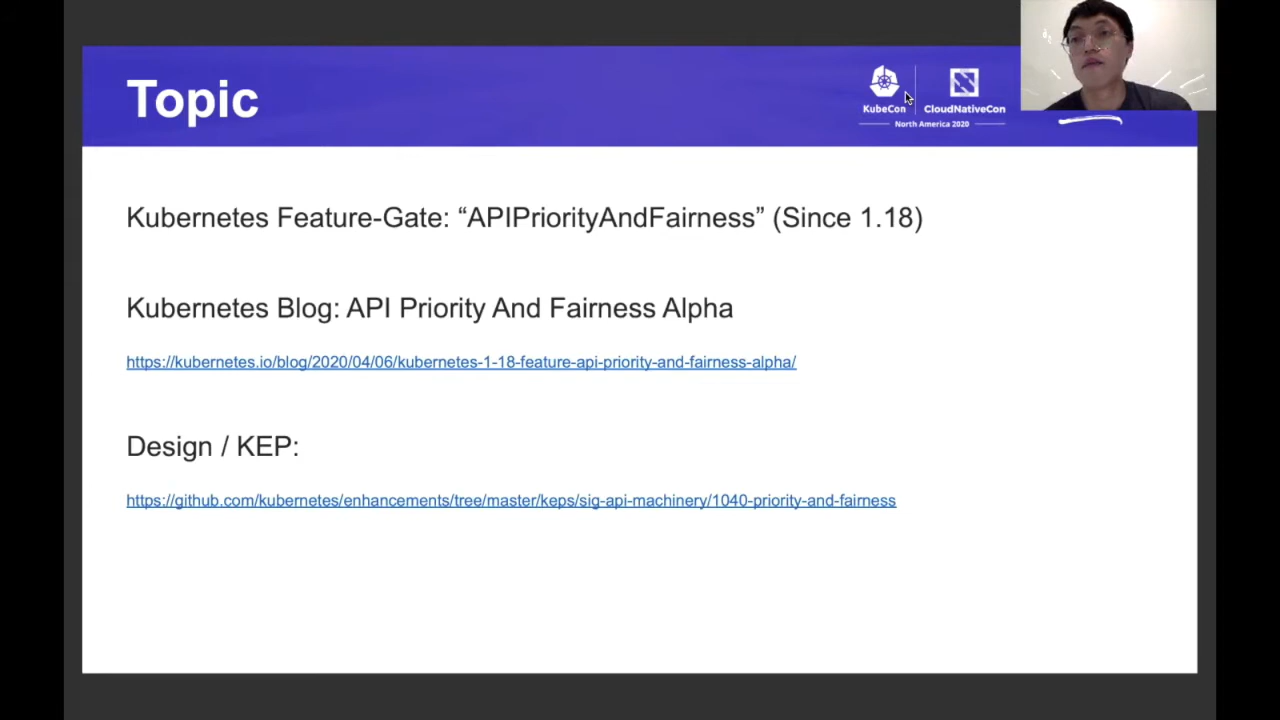 Topic
KubeCon
CloudNativeCon
North America 2020
Kubernetes Feature-Gate: “APIPriorityAndFairness” (Since 1.18)
Kubernetes Blog: API Priority And Fairness Alpha
https://kubernetes.io/blog/2020/04/06/kubernetes-1-18-feature-api-priority-and-fairness-alpha/
Design / KEP:
https://github.com/kubernetes/enhancements/tree/master/keps/sig-api-machinery/1040-priority-and-fairness